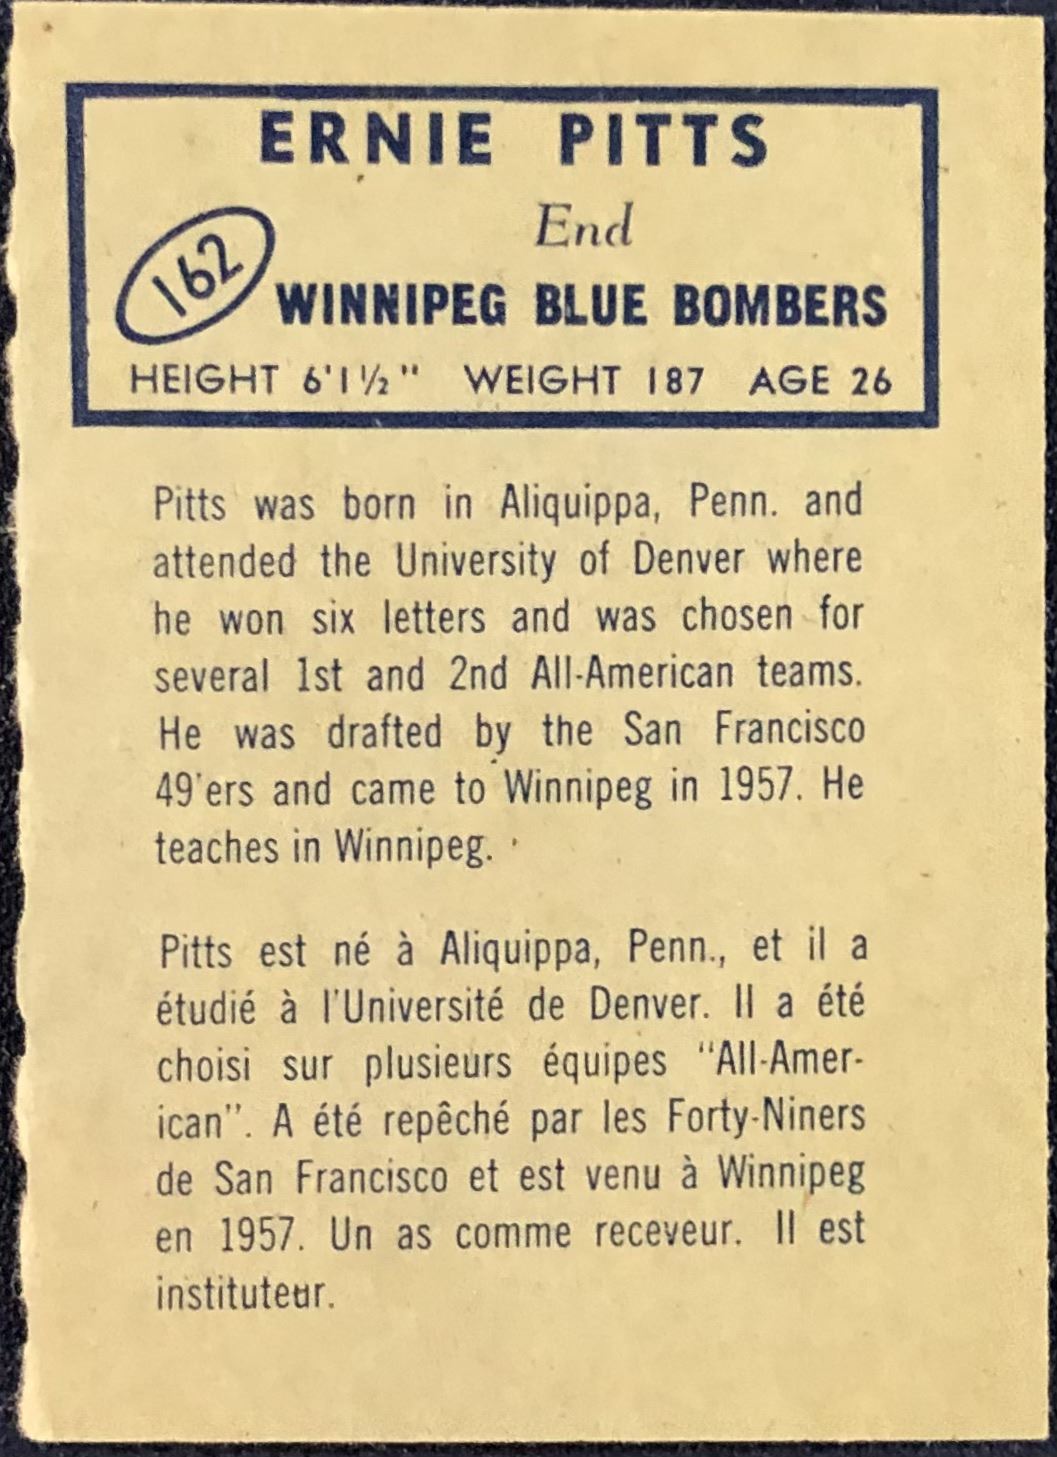 ERNIE PITTS
End
162
WINNIPEG BLUE BOMBERS
HEIGHT 6'1½" WEIGHT 187 AGE 26
Pitts was born in Aliquippa, Penn. and
attended the University of Denver where
he won six letters and was chosen for
several 1st and 2nd All-American teams.
He was drafted by the San Francisco
49'ers and came to Winnipeg in 1957. He
teaches in Winnipeg.
Pitts est né à Aliquippa, Penn., et il a
étudié à l'Université de Denver. Il a été
choisi sur plusieurs équipes "All-Amer-
ican". A été repêché par les Forty-Niners
de San Francisco et est venu à Winnipeg
en 1957. Un as comme receveur. Il est
instituteur.